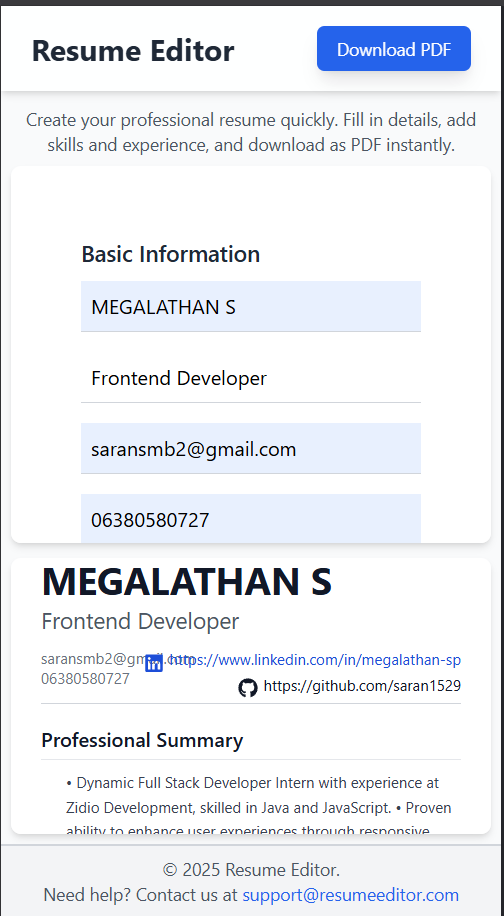 Resume Editor
Download PDF
Create your professional resume quickly. Fill in details, add
skills and experience, and download as PDF instantly.
Basic Information
MEGALATHAN S
Frontend Developer
saransmb2@gmail.com
06380580727
MEGALATHAN S
Frontend Developer
saransmb2@gmail.com
https://www.linkedin.com/in/megalathan-sp
06380580727
https://github.com/saran1529
Professional Summary
• Dynamic Full Stack Developer Intern with experience at
Zidio Development, skilled in Java and JavaScript. • Proven
ability to enhance user experiences through responsive
© 2025 Resume Editor.
Need help? Contact us at support@resumeeditor.com